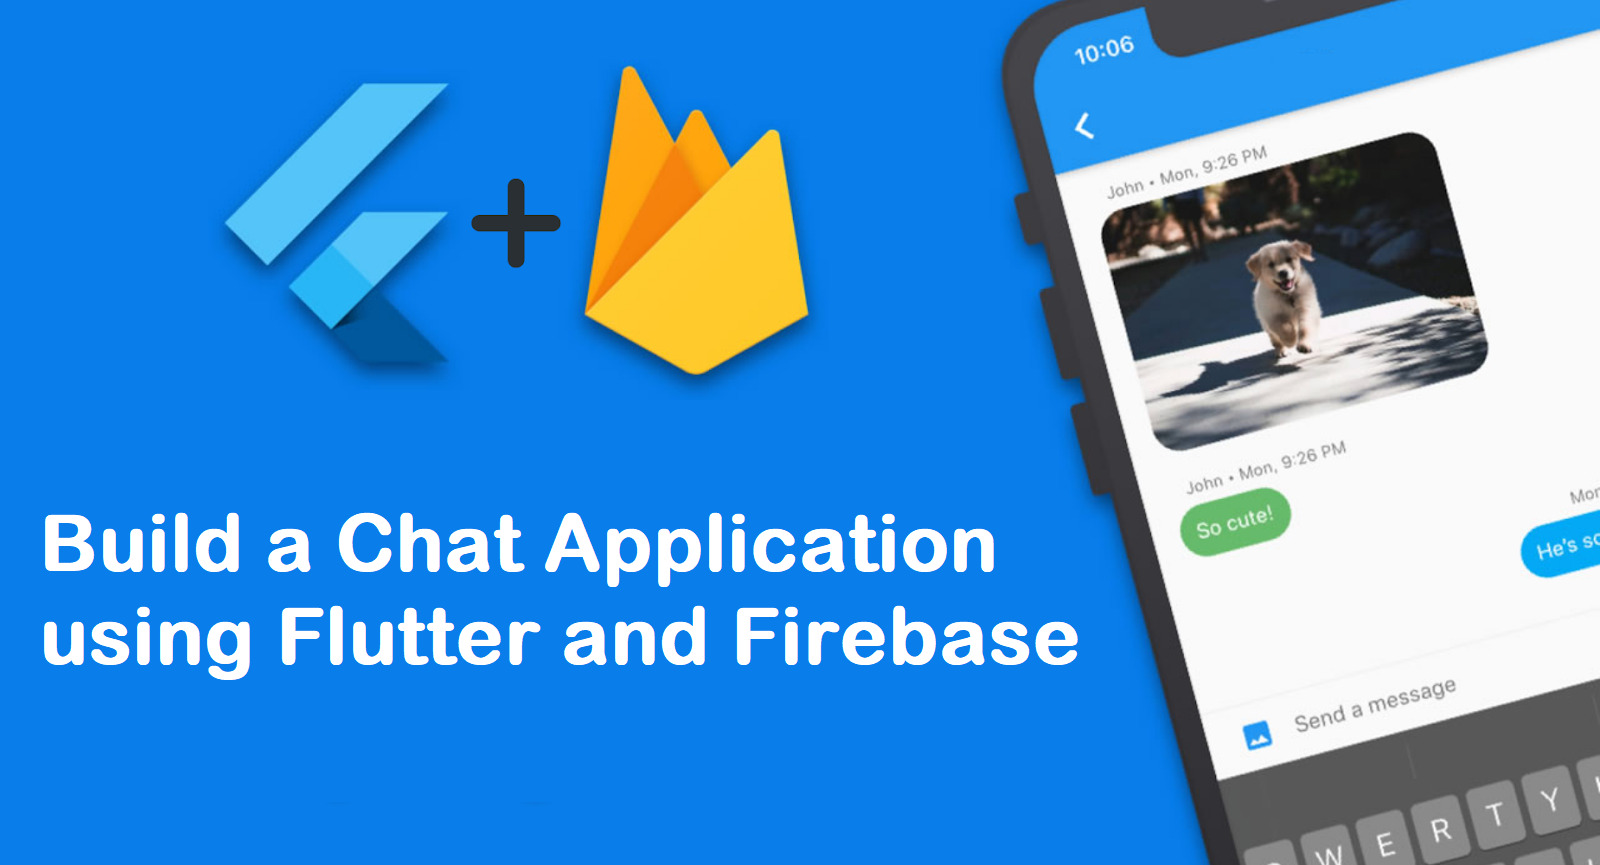 Build a Chat Application
using Flutter and Firebase
10:06
John • Mon, 9:26 PM
John • Mon, 9:26 PM
So cute!
He's
Send a message
W E R T Y